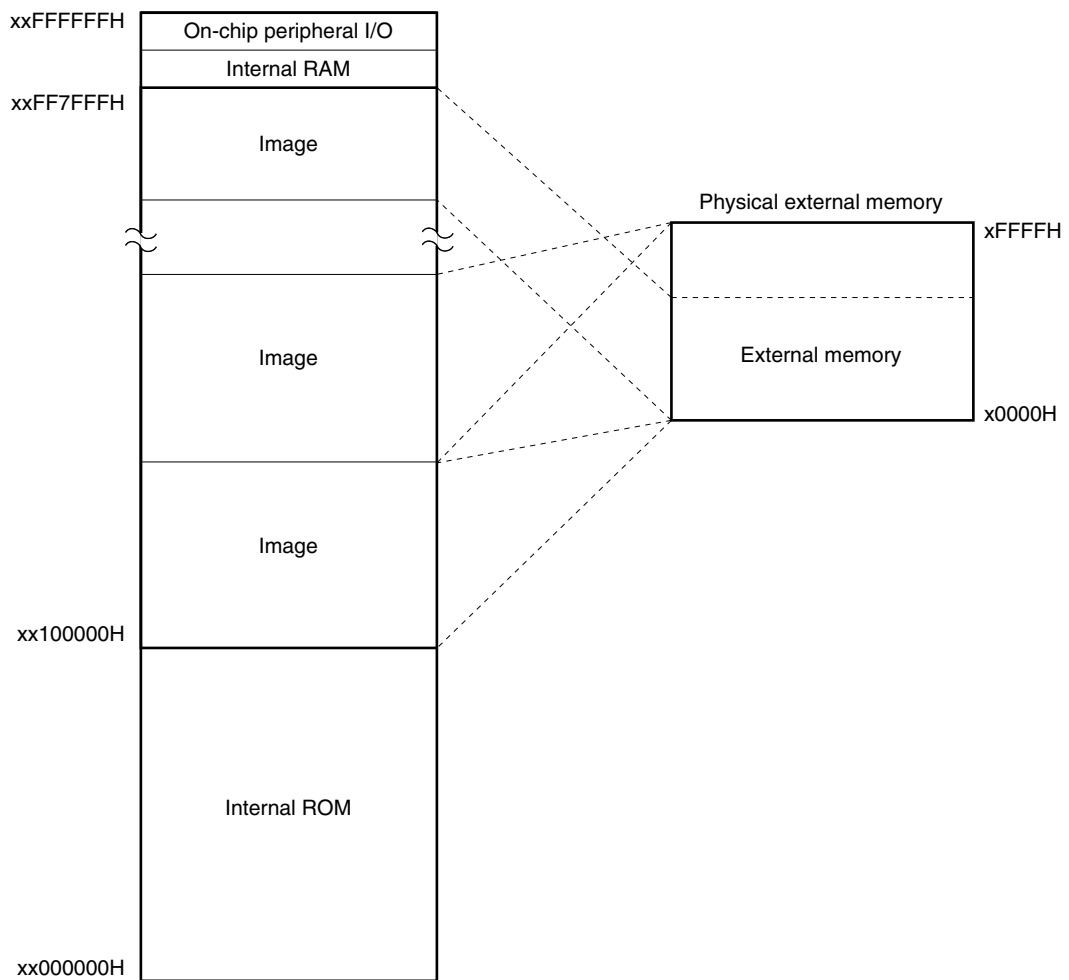 xxFFFFFFH
On-chip peripheral I/O
Internal RAM
xxFF7FFFH
Image
Physical external memory
xFFFFH
Image
External memory
x0000H
Image
xx100000H
Internal ROM
xx000000H